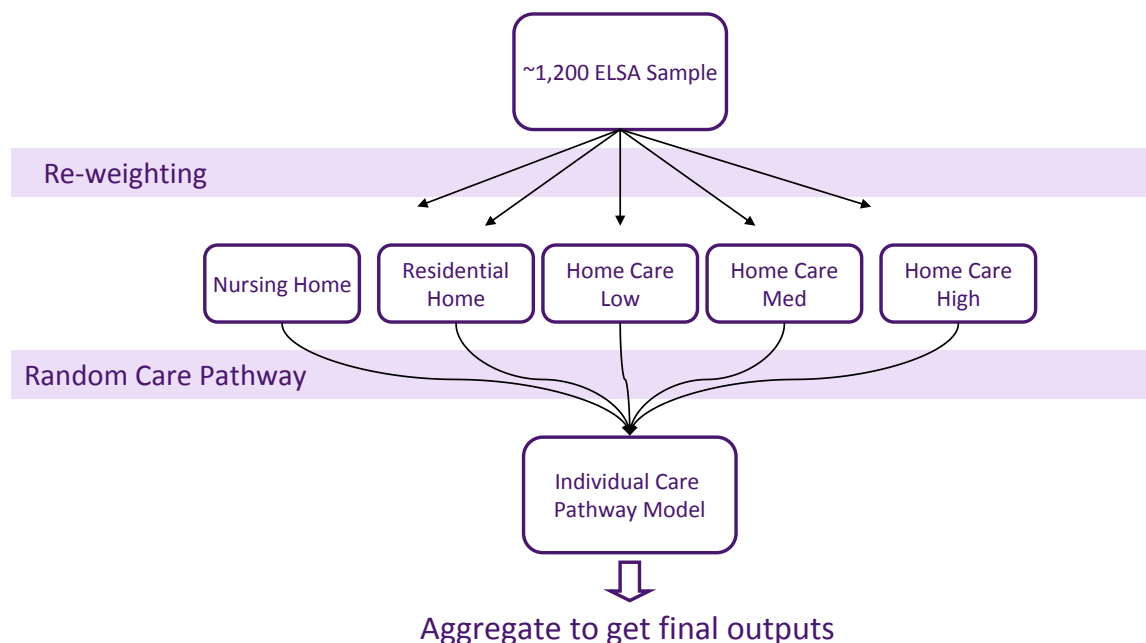 ~1,200 ELSA Sample
Re-weighting
Nursing Home
Residential
Home
Home Care
Low
Home Care
Med
Home Care
High
Random Care Pathway
Individual Care
Pathway Model
Aggregate to get final outputs